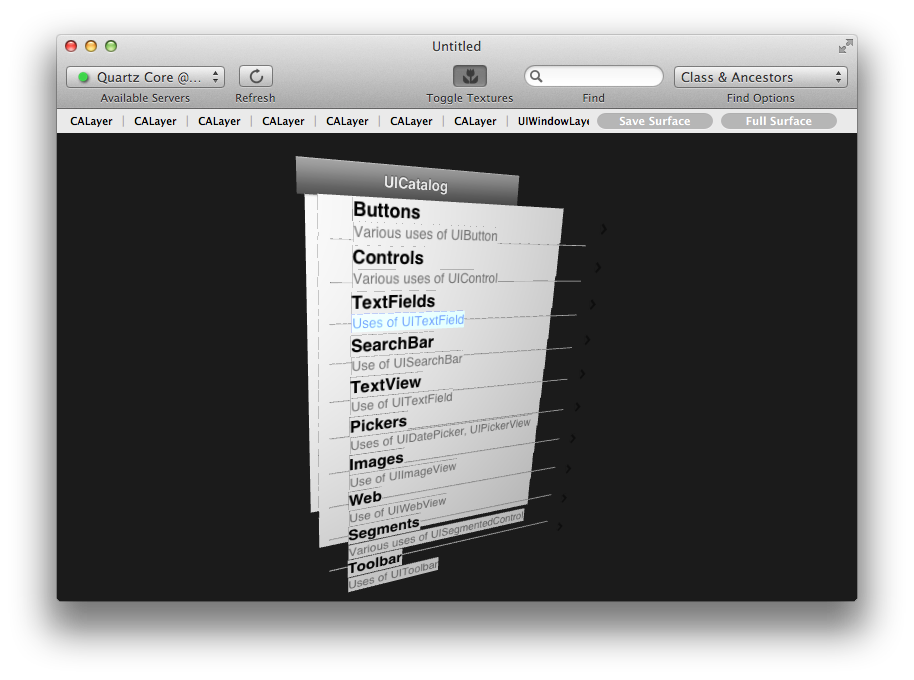 Untitled
Quartz Core @...
Class & Ancestors
Available Servers
Refresh
Toggle Textures
Find
Find Options
CALayer CALayer CALayer CALayer CALayer CALayer CALayer UIWindowLaye Save Surface Full Surface
UICatalog
Buttons
Various uses of UIButton
Controls
Various uses of UIControl
TextFields
Uses of UITextField
SearchBar
Use of UISearchBar
TextView
Use of UITextField
Pickers
Uses of UIDatePicker, UIPickerView
Images
Use of UIImageView
Web
Use of UIWebView
Segments
Various uses of UISegmentedControl
Toolbar
Uses of UIToolbar